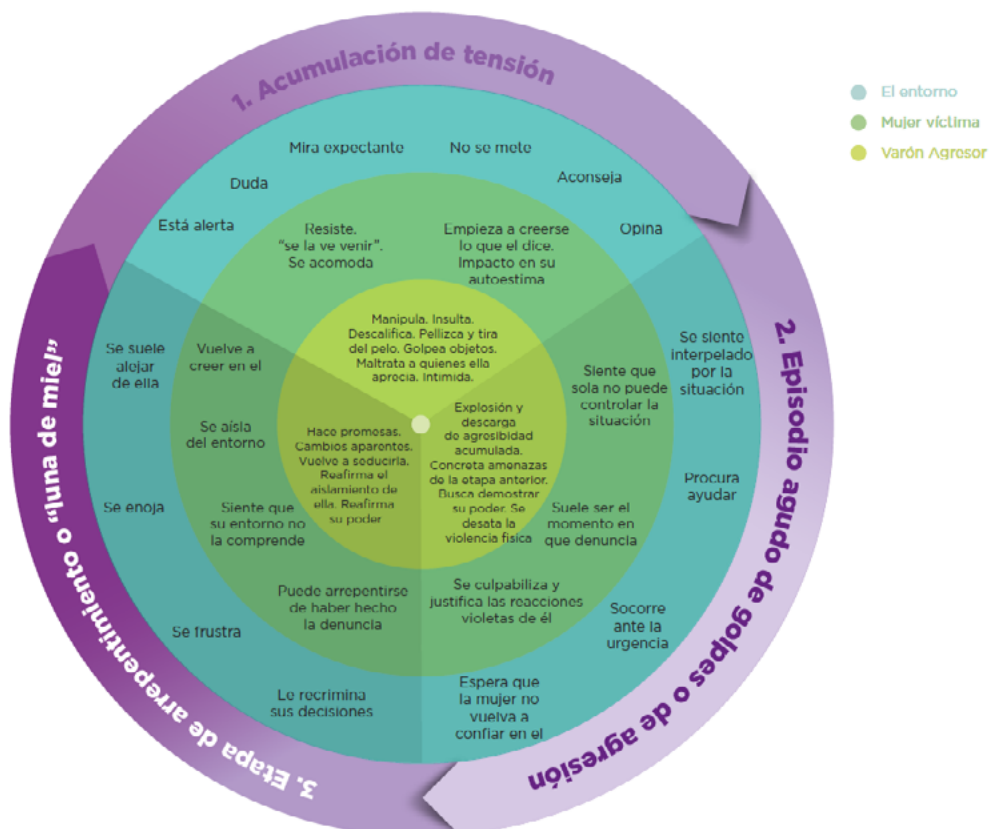 1. Acumulación de tensión
El entorno
Mujer víctima
Varón Agresor
Mira expectante
No se mete
Duda
Aconseja
Está alerta
Opina
Resiste.
"se la ve venir".
Se acomoda
Empieza a creerse
lo que el dice.
Impacto en su
autoestima
Manipula. Insulta.
Descalifica. Pellizca y tira
del pelo. Golpea objetos.
Maltrata a quienes ella
aprecia. Intimida.
2. Episodio agudo de golpes o de agresión
Se siente
interpelado
por la
situación
Procura
ayudar
Socorre
ante la
urgencia
Espera que
la mujer no
vuelva a
confiar en el
Siente que
sola no puede
controlar la
situación
Suele ser el
momento en
que denuncia
Se culpabiliza y
justifica las reacciones
violetas de él
Explosión y
descarga
de agresibidad
acumulada.
Concreta amenazas
de la etapa anterior.
Busca demostrar
su poder. Se
desata la
violencia física
3. Etapa de arrepentimiento o "luna de miel"
Se suele
alejar
de ella
Se enoja
Se frustra
Le recrimina
sus decisiones
Vuelve a
creer en el
Se aísla
del entorno
Siente que
su entorno no
la comprende
Puede arrepentirse
de haber hecho
la denuncia
Hace promesas.
Cambios aparentes.
Vuelve a seducirla.
Reafirma el
aislamiento de
ella. Reafirma
su poder